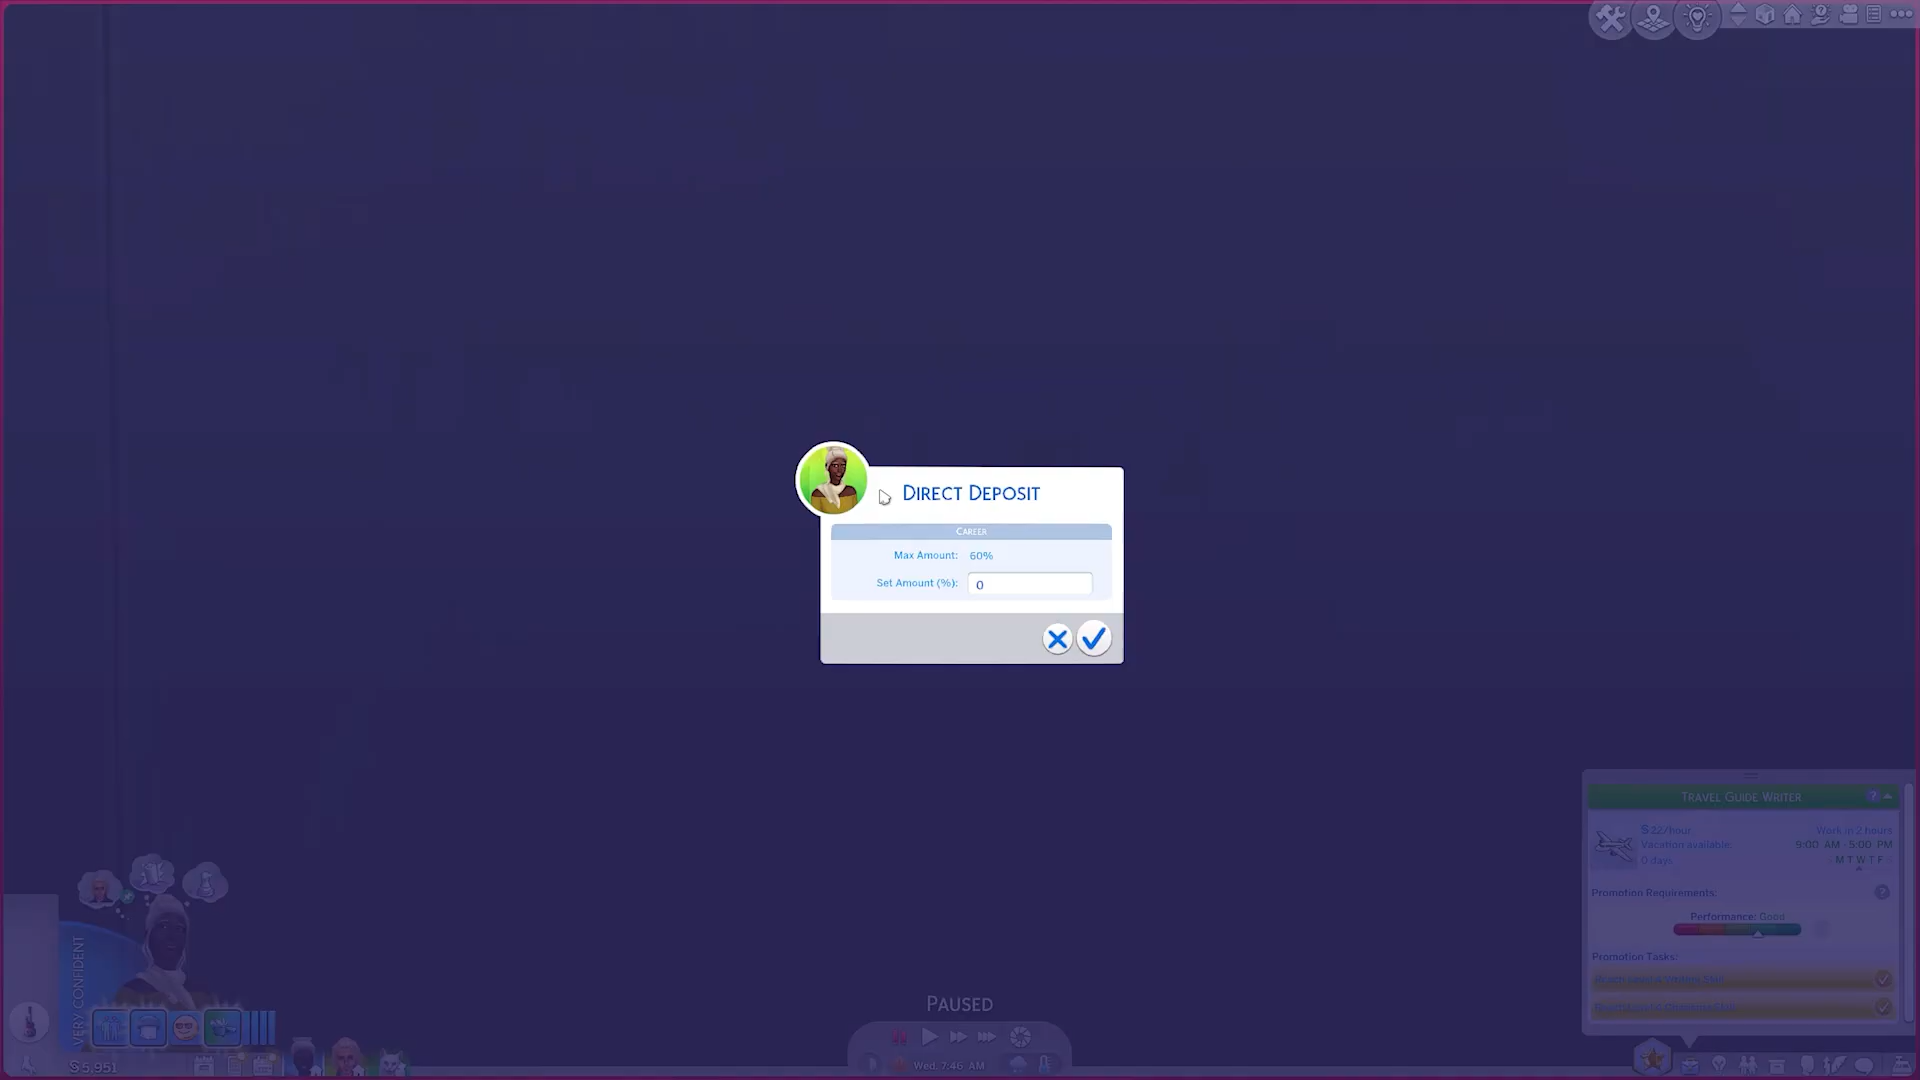 DIRECT DEPOSIT
CAREER
Max Amount: 60%
Set Amount (%): 0
TRAVEL GUIDE WRITER
?
$22/hour
Work in 2 hours
Vacation available:
9:00 AM - 5:00 PM
0 days
M T W T F
Promotion Requirements:
?
Performance: Good
Promotion Tasks:
VERY CONFIDENT
PAUSED
$5,951
Wed. 7:46 AM